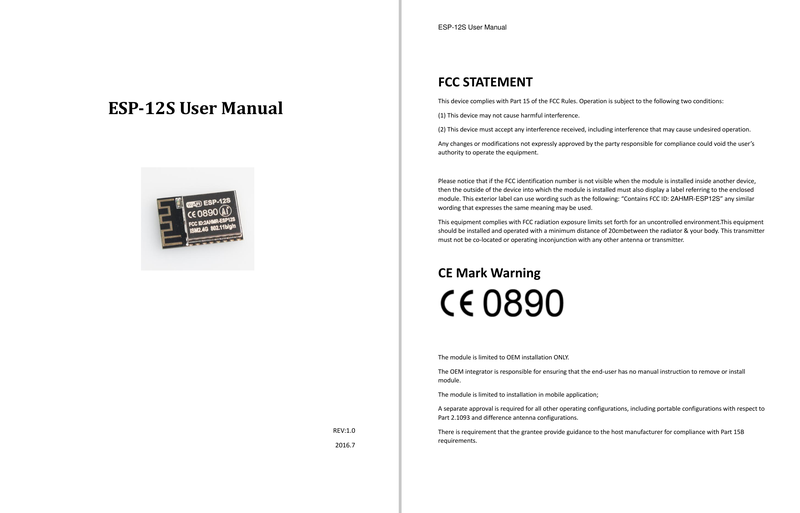 ESP-12S User Manual
ESP-12S
CE0890
FCC ID:2AHMR-ESP12S
ISM2.4G 802.11b/g/n
REV:1.0
2016.7
ESP-12S User Manual
FCC STATEMENT
This device complies with Part 15 of the FCC Rules. Operation is subject to the following two conditions:
(1) This device may not cause harmful interference.
(2) This device must accept any interference received, including interference that may cause undesired operation.
Any changes or modifications not expressly approved by the party responsible for compliance could void the user's
authority to operate the equipment.
Please notice that if the FCC identification number is not visible when the module is installed inside another device,
then the outside of the device into which the module is installed must also display a label referring to the enclosed
module. This exterior label can use wording such as the following: “Contains FCC ID: 2AHMR-ESP12S” any similar
wording that expresses the same meaning may be used.
This equipment complies with FCC radiation exposure limits set forth for an uncontrolled environment.This equipment
should be installed and operated with a minimum distance of 20cmbetween the radiator & your body. This transmitter
must not be co-located or operating inconjunction with any other antenna or transmitter.
CE Mark Warning
CE 0890
The module is limited to OEM installation ONLY.
The OEM integrator is responsible for ensuring that the end-user has no manual instruction to remove or install
module.
The module is limited to installation in mobile application;
A separate approval is required for all other operating configurations, including portable configurations with respect to
Part 2.1093 and difference antenna configurations.
There is requirement that the grantee provide guidance to the host manufacturer for compliance with Part 15B
requirements.